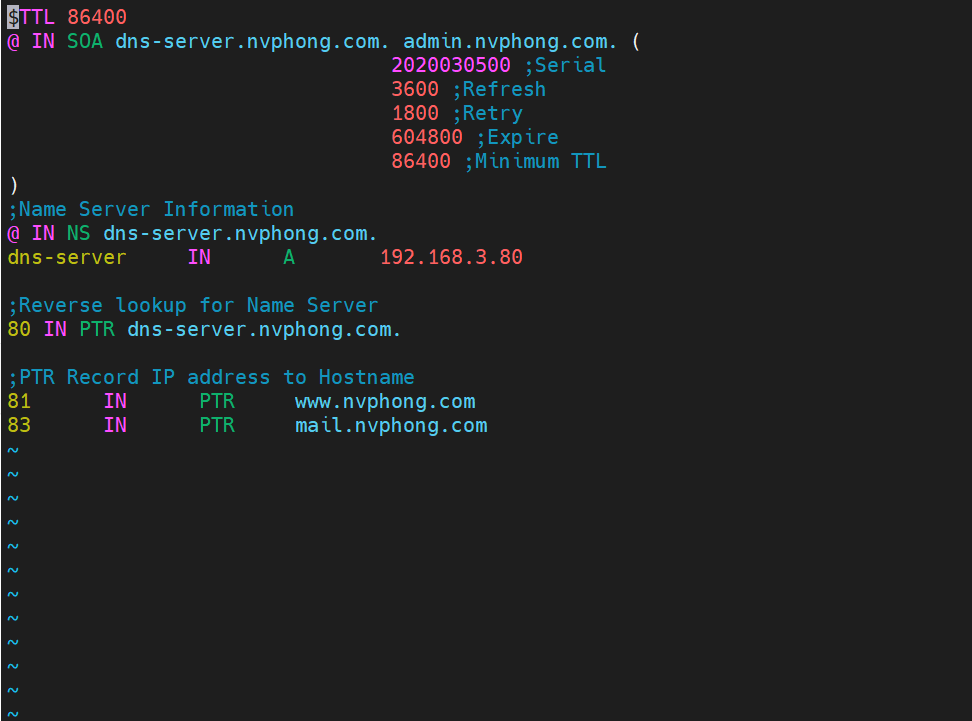 $TTL 86400
@ IN SOA dns-server.nvphong.com. admin.nvphong.com. (
2020030500 ;Serial
3600 ;Refresh
1800 ;Retry
604800 ;Expire
86400 ;Minimum TTL
)
;Name Server Information
@ IN NS dns-server.nvphong.com.
dns-server IN A 192.168.3.80
;Reverse lookup for Name Server
80 IN PTR dns-server.nvphong.com.
;PTR Record IP address to Hostname
81 IN PTR www.nvphong.com
83 IN PTR mail.nvphong.com
~
~
~
~
~
~
~
~
~
~
~
~